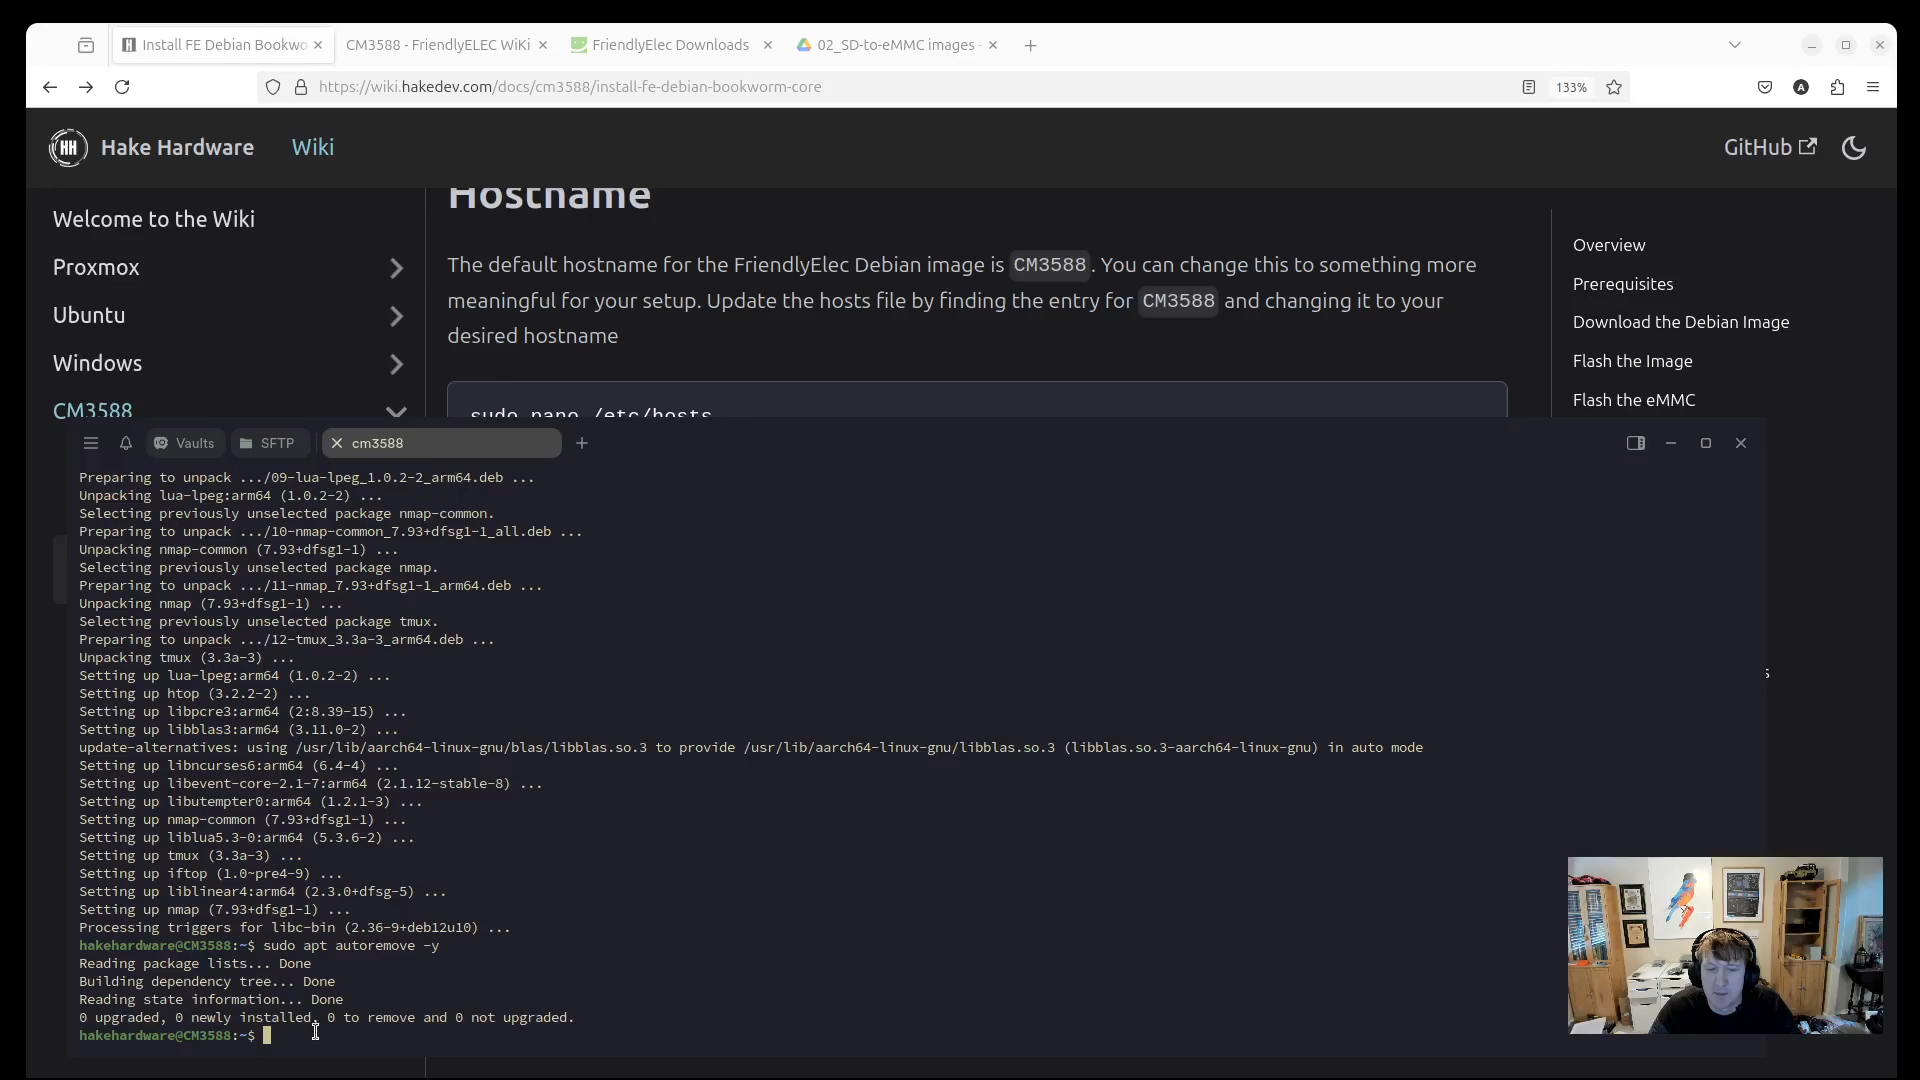 Install FE Debian Bookwo
CM3588 - FriendlyELEC WiKi
FriendlyElec Downloads
02_SD-to-eMMC images -
https://wiki.hakedev.com/docs/cm3588/install-fe-debian-bookworm-core
133%
A
HH
Hake Hardware
Wiki
GitHub
Welcome to the Wiki
Proxmox
Ubuntu
Windows
CM3588
Hostname
The default hostname for the FriendlyElec Debian image is CM3588. You can change this to something more
meaningful for your setup. Update the hosts file by finding the entry for CM3588 and changing it to your
desired hostname
sudo nano /etc/hosts
Overview
Prerequisites
Download the Debian Image
Flash the Image
Flash the eMMC
s
Vaults
SFTP
cm3588
Preparing to unpack .../09-lua-lpeg_1.0.2-2_arm64.deb ...
Unpacking lua-lpeg:arm64 (1.0.2-2) ...
Selecting previously unselected package nmap-common.
Preparing to unpack .../10-nmap-common_7.93+dfsg1-1_all.deb ...
Unpacking nmap-common (7.93+dfsg1-1) ...
Selecting previously unselected package nmap.
Preparing to unpack .../11-nmap_7.93+dfsg1-1_arm64.deb ...
Unpacking nmap (7.93+dfsg1-1) ...
Selecting previously unselected package tmux.
Preparing to unpack .../12-tmux_3.3a-3_arm64.deb ...
Unpacking tmux (3.3a-3) ...
Setting up lua-lpeg:arm64 (1.0.2-2) ...
Setting up htop (3.2.2-2) ...
Setting up libpcre3:arm64 (2:8.39-15) ...
Setting up libblas3:arm64 (3.11.0-2) ...
update-alternatives: using /usr/lib/aarch64-linux-gnu/blas/libblas.so.3 to provide /usr/lib/aarch64-linux-gnu/libblas.so.3 (libblas.so.3-aarch64-linux-gnu) in auto mode
Setting up libncurses6:arm64 (6.4-4) ...
Setting up libevent-core-2.1-7:arm64 (2.1.12-stable-8) ...
Setting up libutempter0:arm64 (1.2.1-3) ...
Setting up nmap-common (7.93+dfsg1-1) ...
Setting up liblua5.3-0:arm64 (5.3.6-2) ...
Setting up tmux (3.3a-3) ...
Setting up iftop (1.0~pre4-9) ...
Setting up liblinear4:arm64 (2.3.0+dfsg-5) ...
Setting up nmap (7.93+dfsg1-1) ...
Processing triggers for libc-bin (2.36-9+deb12u10) ...
hakehardware@CM3588:~$ sudo apt autoremove -y
Reading package lists... Done
Building dependency tree... Done
Reading state information... Done
0 upgraded, 0 newly installed, 0 to remove and 0 not upgraded.
hakehardware@CM3588:~$